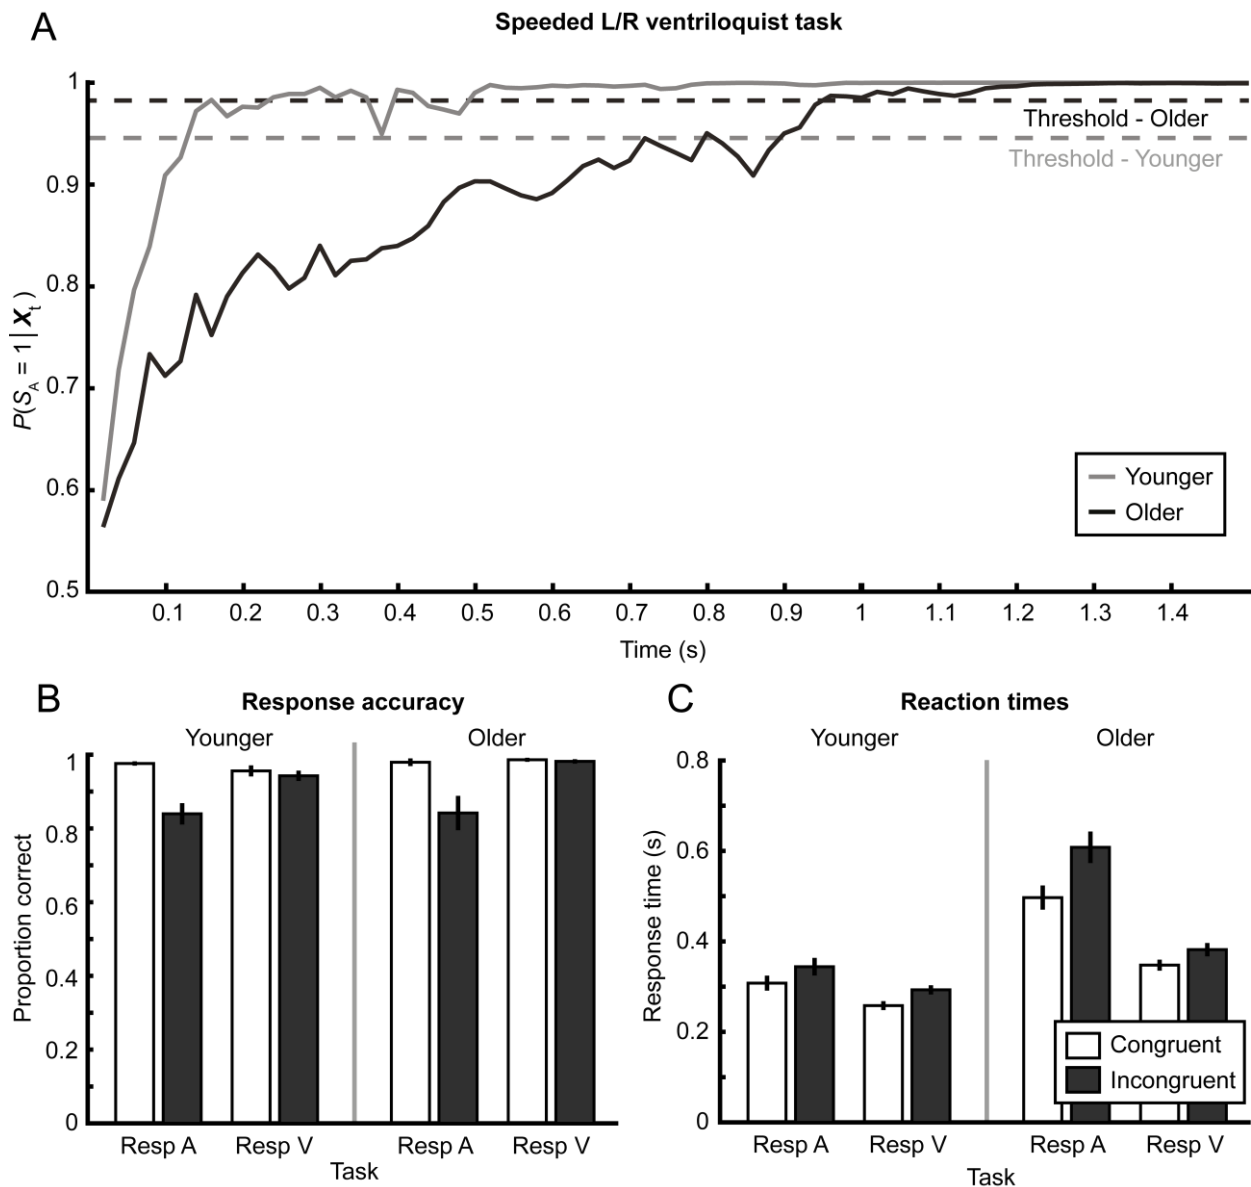 A
Speeded L/R ventriloquist task
1
0.9
0.8
0.7
0.6
0.5
P(S_A = 1 | X_t)
Threshold - Older
Threshold - Younger
Younger
Older
0.1 0.2 0.3 0.4 0.5 0.6 0.7 0.8 0.9 1 1.1 1.2 1.3 1.4
Time (s)
B
Response accuracy
Younger Older
1
0.8
0.6
0.4
0.2
0
Proportion correct
Resp A Resp V Resp A Resp V
Task
C
Reaction times
Younger Older
0.8
0.6
0.4
0.2
0
Response time (s)
Congruent
Incongruent
Resp A Resp V Resp A Resp V
Task